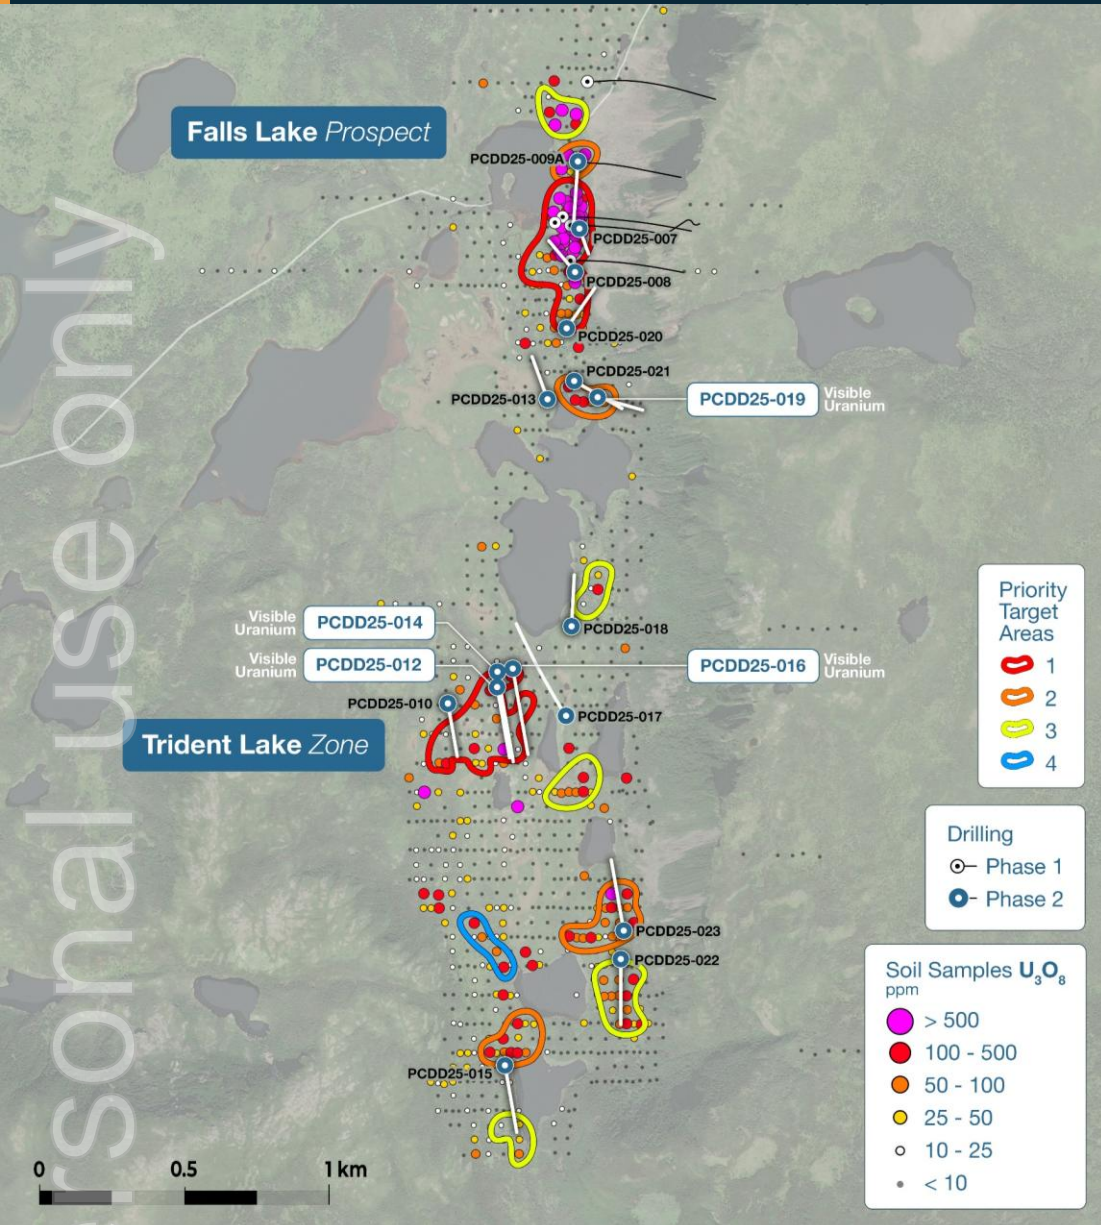 Falls Lake Prospect
PCDD25-009A
PCDD25-007
PCDD25-008
PCDD25-020
PCDD25-021
PCDD25-013
PCDD25-019
Visible
Uranium
PCDD25-018
Visible
Uranium
PCDD25-014
Visible
Uranium
PCDD25-012
PCDD25-016
Visible
Uranium
PCDD25-010
PCDD25-017
Trident Lake Zone
PCDD25-023
PCDD25-022
PCDD25-015
Priority
Target
Areas
1
2
3
4
Drilling
Phase 1
Phase 2
Soil Samples U₃O₈
ppm
> 500
100 - 500
50 - 100
25 - 50
10 - 25
< 10
0 0.5 1 km
rsonal use only